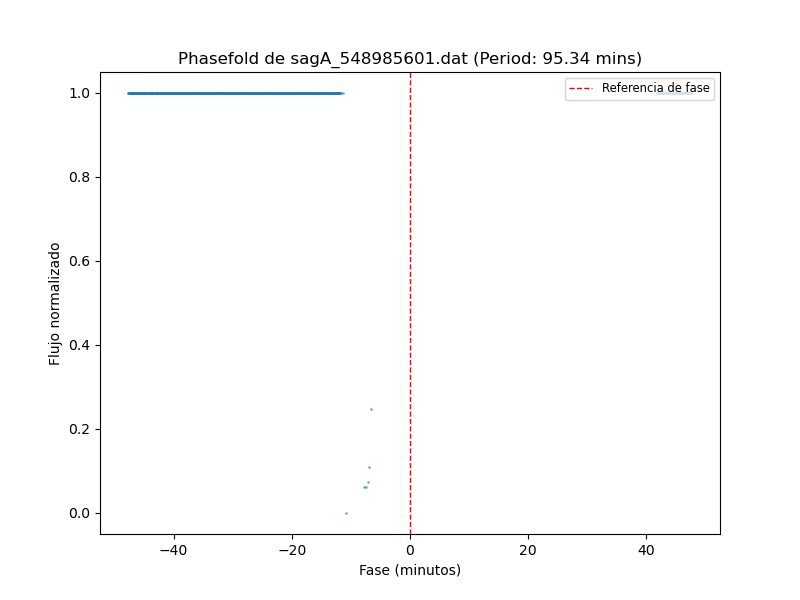 Phasefold de sagA_548985601.dat (Period: 95.34 mins)
Referencia de fase
Flujo normalizado
1.0
0.8
0.6
0.4
0.2
0.0
−40 −20 0 20 40
Fase (minutos)